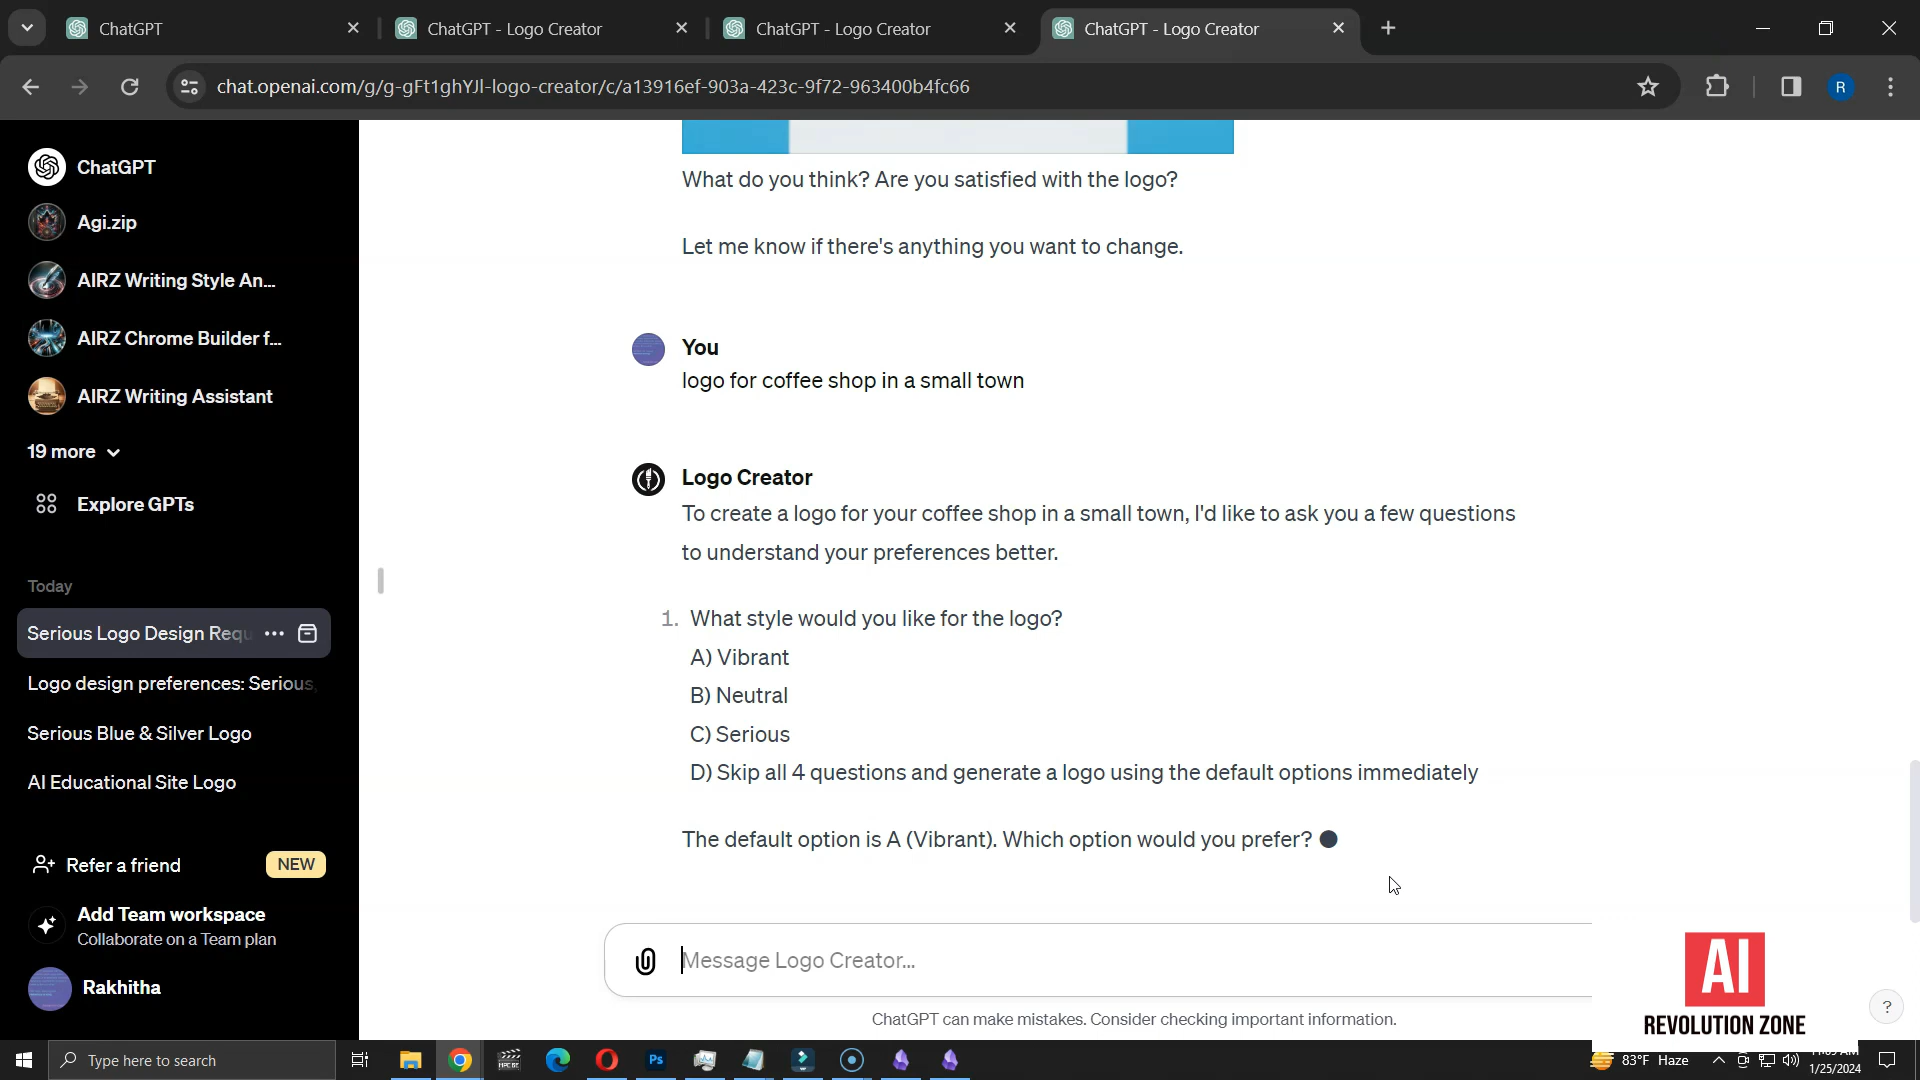 ChatGPT
ChatGPT - Logo Creator
ChatGPT - Logo Creator
ChatGPT - Logo Creator
chat.openai.com/g/g-gFt1ghYJl-logo-creator/c/a13916ef-903a-423c-9f72-963400b4fc66
R
ChatGPT
Agi.zip
AIRZ Writing Style An...
AIRZ Chrome Builder f...
AIRZ Writing Assistant
19 more
Explore GPTs
Today
Serious Logo Design Requ
Logo design preferences: Serious,
Serious Blue & Silver Logo
AI Educational Site Logo
Refer a friend
NEW
Add Team workspace
Collaborate on a Team plan
Rakhitha
What do you think? Are you satisfied with the logo?
Let me know if there's anything you want to change.
You
logo for coffee shop in a small town
Logo Creator
To create a logo for your coffee shop in a small town, I'd like to ask you a few questions
to understand your preferences better.
1. What style would you like for the logo?
A) Vibrant
B) Neutral
C) Serious
D) Skip all 4 questions and generate a logo using the default options immediately
The default option is A (Vibrant). Which option would you prefer?
Message Logo Creator...
ChatGPT can make mistakes. Consider checking important information.
AI
REVOLUTION ZONE
?
Type here to search
Ps
83°F Haze
1/25/2024